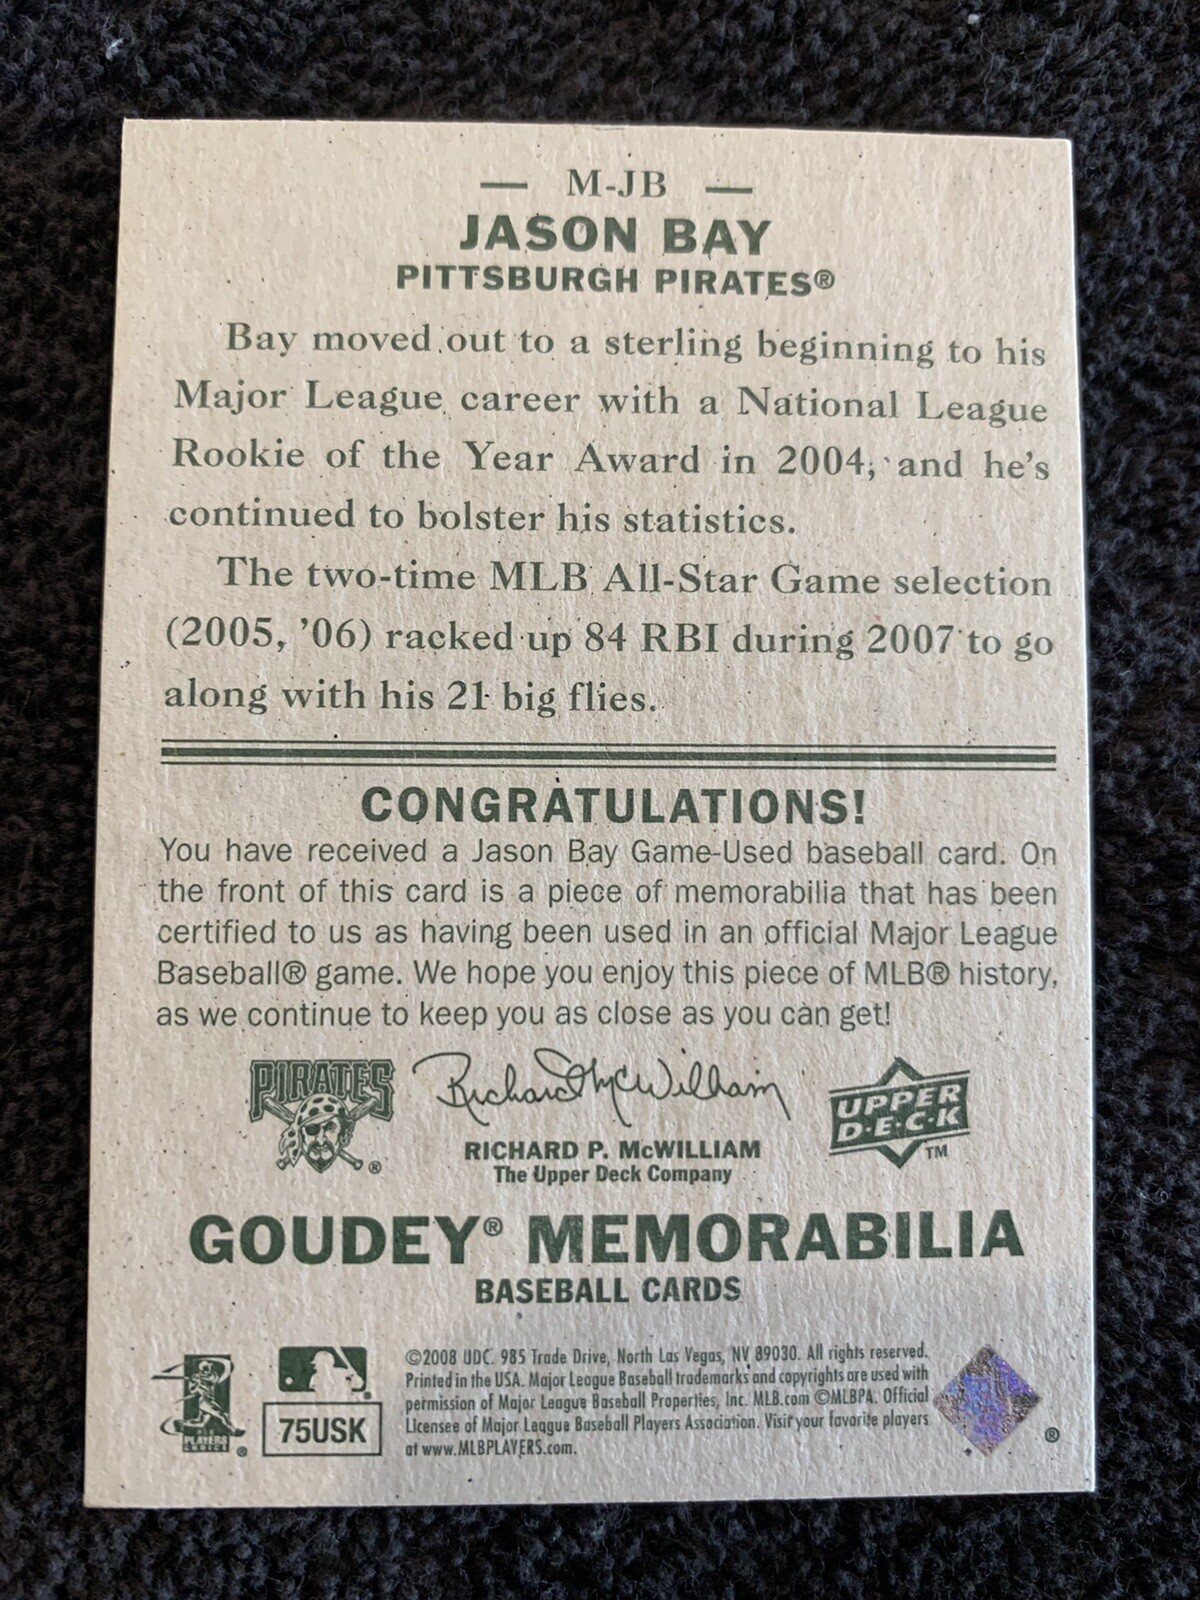 — M-JB —
JASON BAY
PITTSBURGH PIRATES®
Bay moved out to a sterling beginning to his
Major League career with a National League
Rookie of the Year Award in 2004, and he's
continued to bolster his statistics.
The two-time MLB All-Star Game selection
(2005, '06) racked up 84 RBI during 2007 to go
along with his 21 big flies.
CONGRATULATIONS!
You have received a Jason Bay Game-Used baseball card. On
the front of this card is a piece of memorabilia that has been
certified to us as having been used in an official Major League
Baseball® game. We hope you enjoy this piece of MLB® history,
as we continue to keep you as close as you can get!
PIRATES ®
Richard McWilliam
UPPER
D·E·C·K
TM
RICHARD P. McWILLIAM
The Upper Deck Company
GOUDEY® MEMORABILIA
BASEBALL CARDS
©2008 UDC. 985 Trade Drive, North Las Vegas, NV 89030. All rights reserved.
Printed in the USA. Major League Baseball trademarks and copyrights are used with
permission of Major League Baseball Properties, Inc. MLB.com ©MLBPA. Official
Licensee of Major League Baseball Players Association. Visit your favorite players
at www.MLBPLAYERS.com.
PLAYERS
CHOICE ®
®
75USK
®